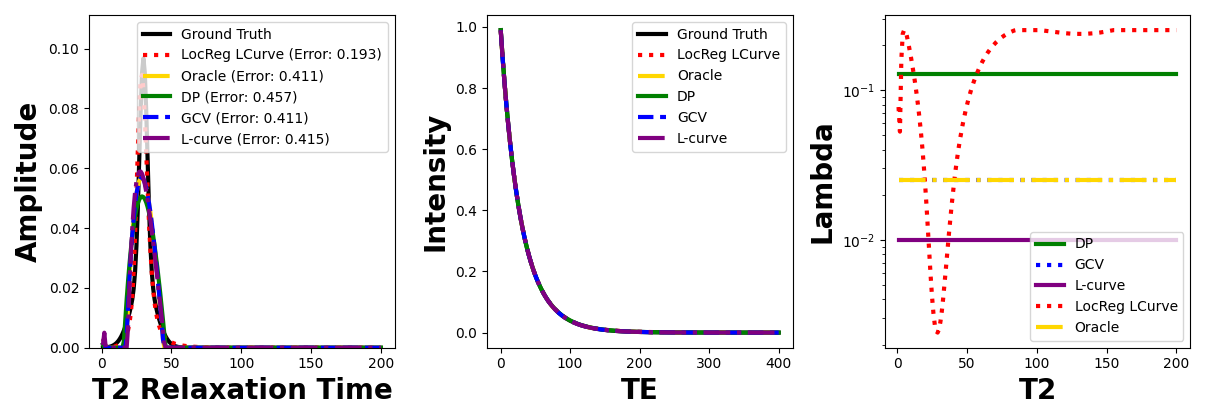 Ground Truth
LocReg LCurve (Error: 0.193)
Oracle (Error: 0.411)
DP (Error: 0.457)
GCV (Error: 0.411)
L-curve (Error: 0.415)
0.10
0.08
0.06
0.04
0.02
0.00
Amplitude
0
50
100
150
200
T2 Relaxation Time
Ground Truth
LocReg LCurve
Oracle
DP
GCV
L-curve
1.0
0.8
0.6
0.4
0.2
0.0
Intensity
0
100
200
300
400
TE
10⁻¹
10⁻²
Lambda
DP
GCV
L-curve
LocReg LCurve
Oracle
0
50
100
150
200
T2